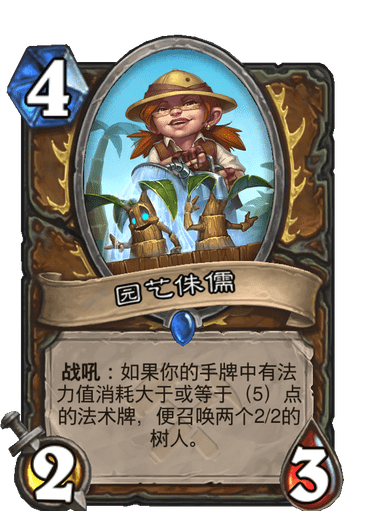 4
园艺侏儒
战吼：如果你的手牌中有法
力值消耗大于或等于（5）点
的法术牌，便召唤两个2/2的
树人。
2
3